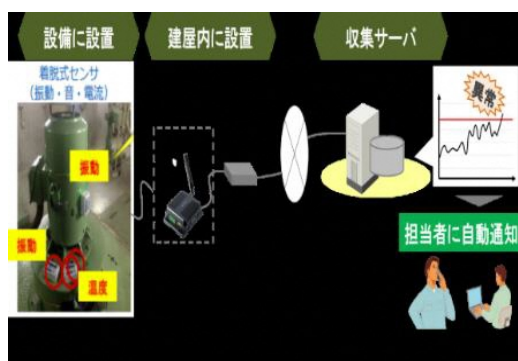 設備に設置
建屋内に設置
収集サーバ
着脱式センサ
(振動・音・電流)
振動
振動
温度
異常
担当者に自動通知